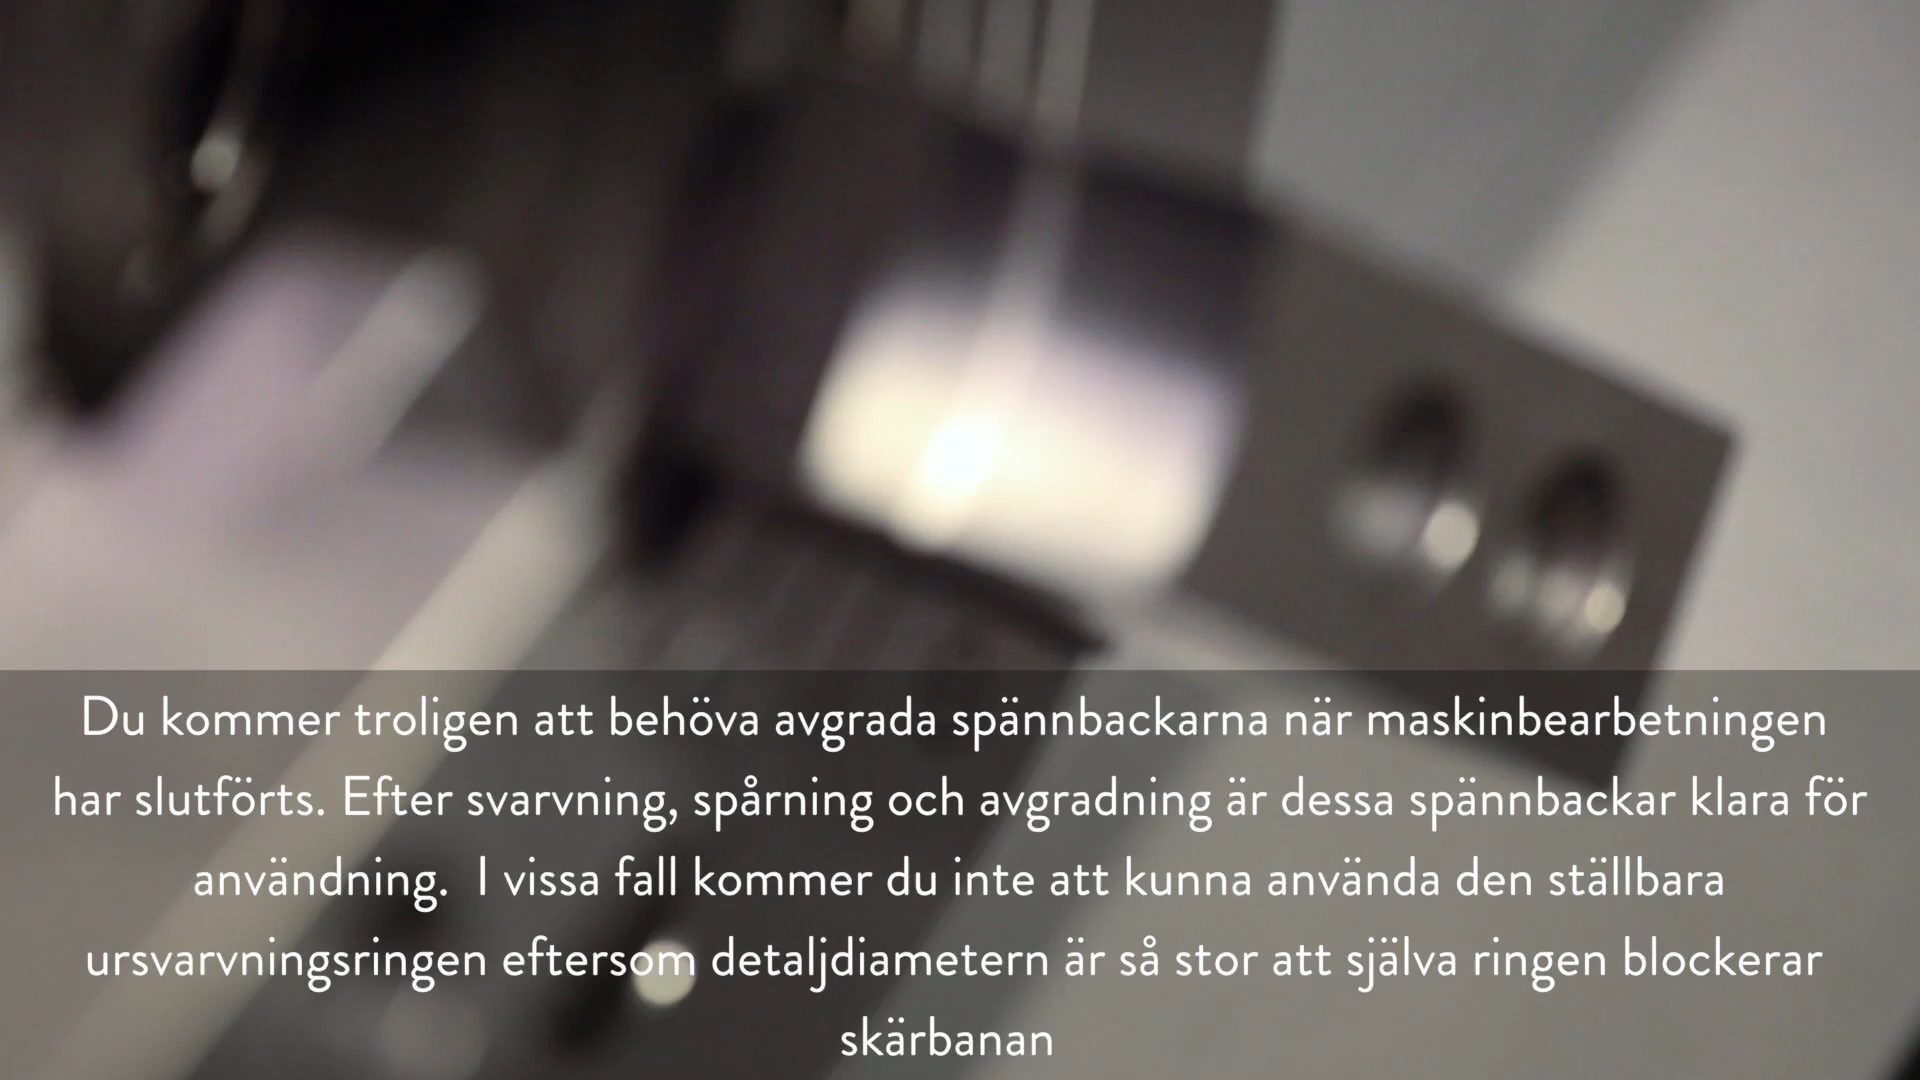 Du kommer troligen att behöva avgrada spännbackarna när maskinbearbetningen
har slutförts. Efter svarvning, spårning och avgradning är dessa spännbackar klara för
användning.  I vissa fall kommer du inte att kunna använda den ställbara
ursvarvningsringen eftersom detaljdiametern är så stor att själva ringen blockerar
skärbanan